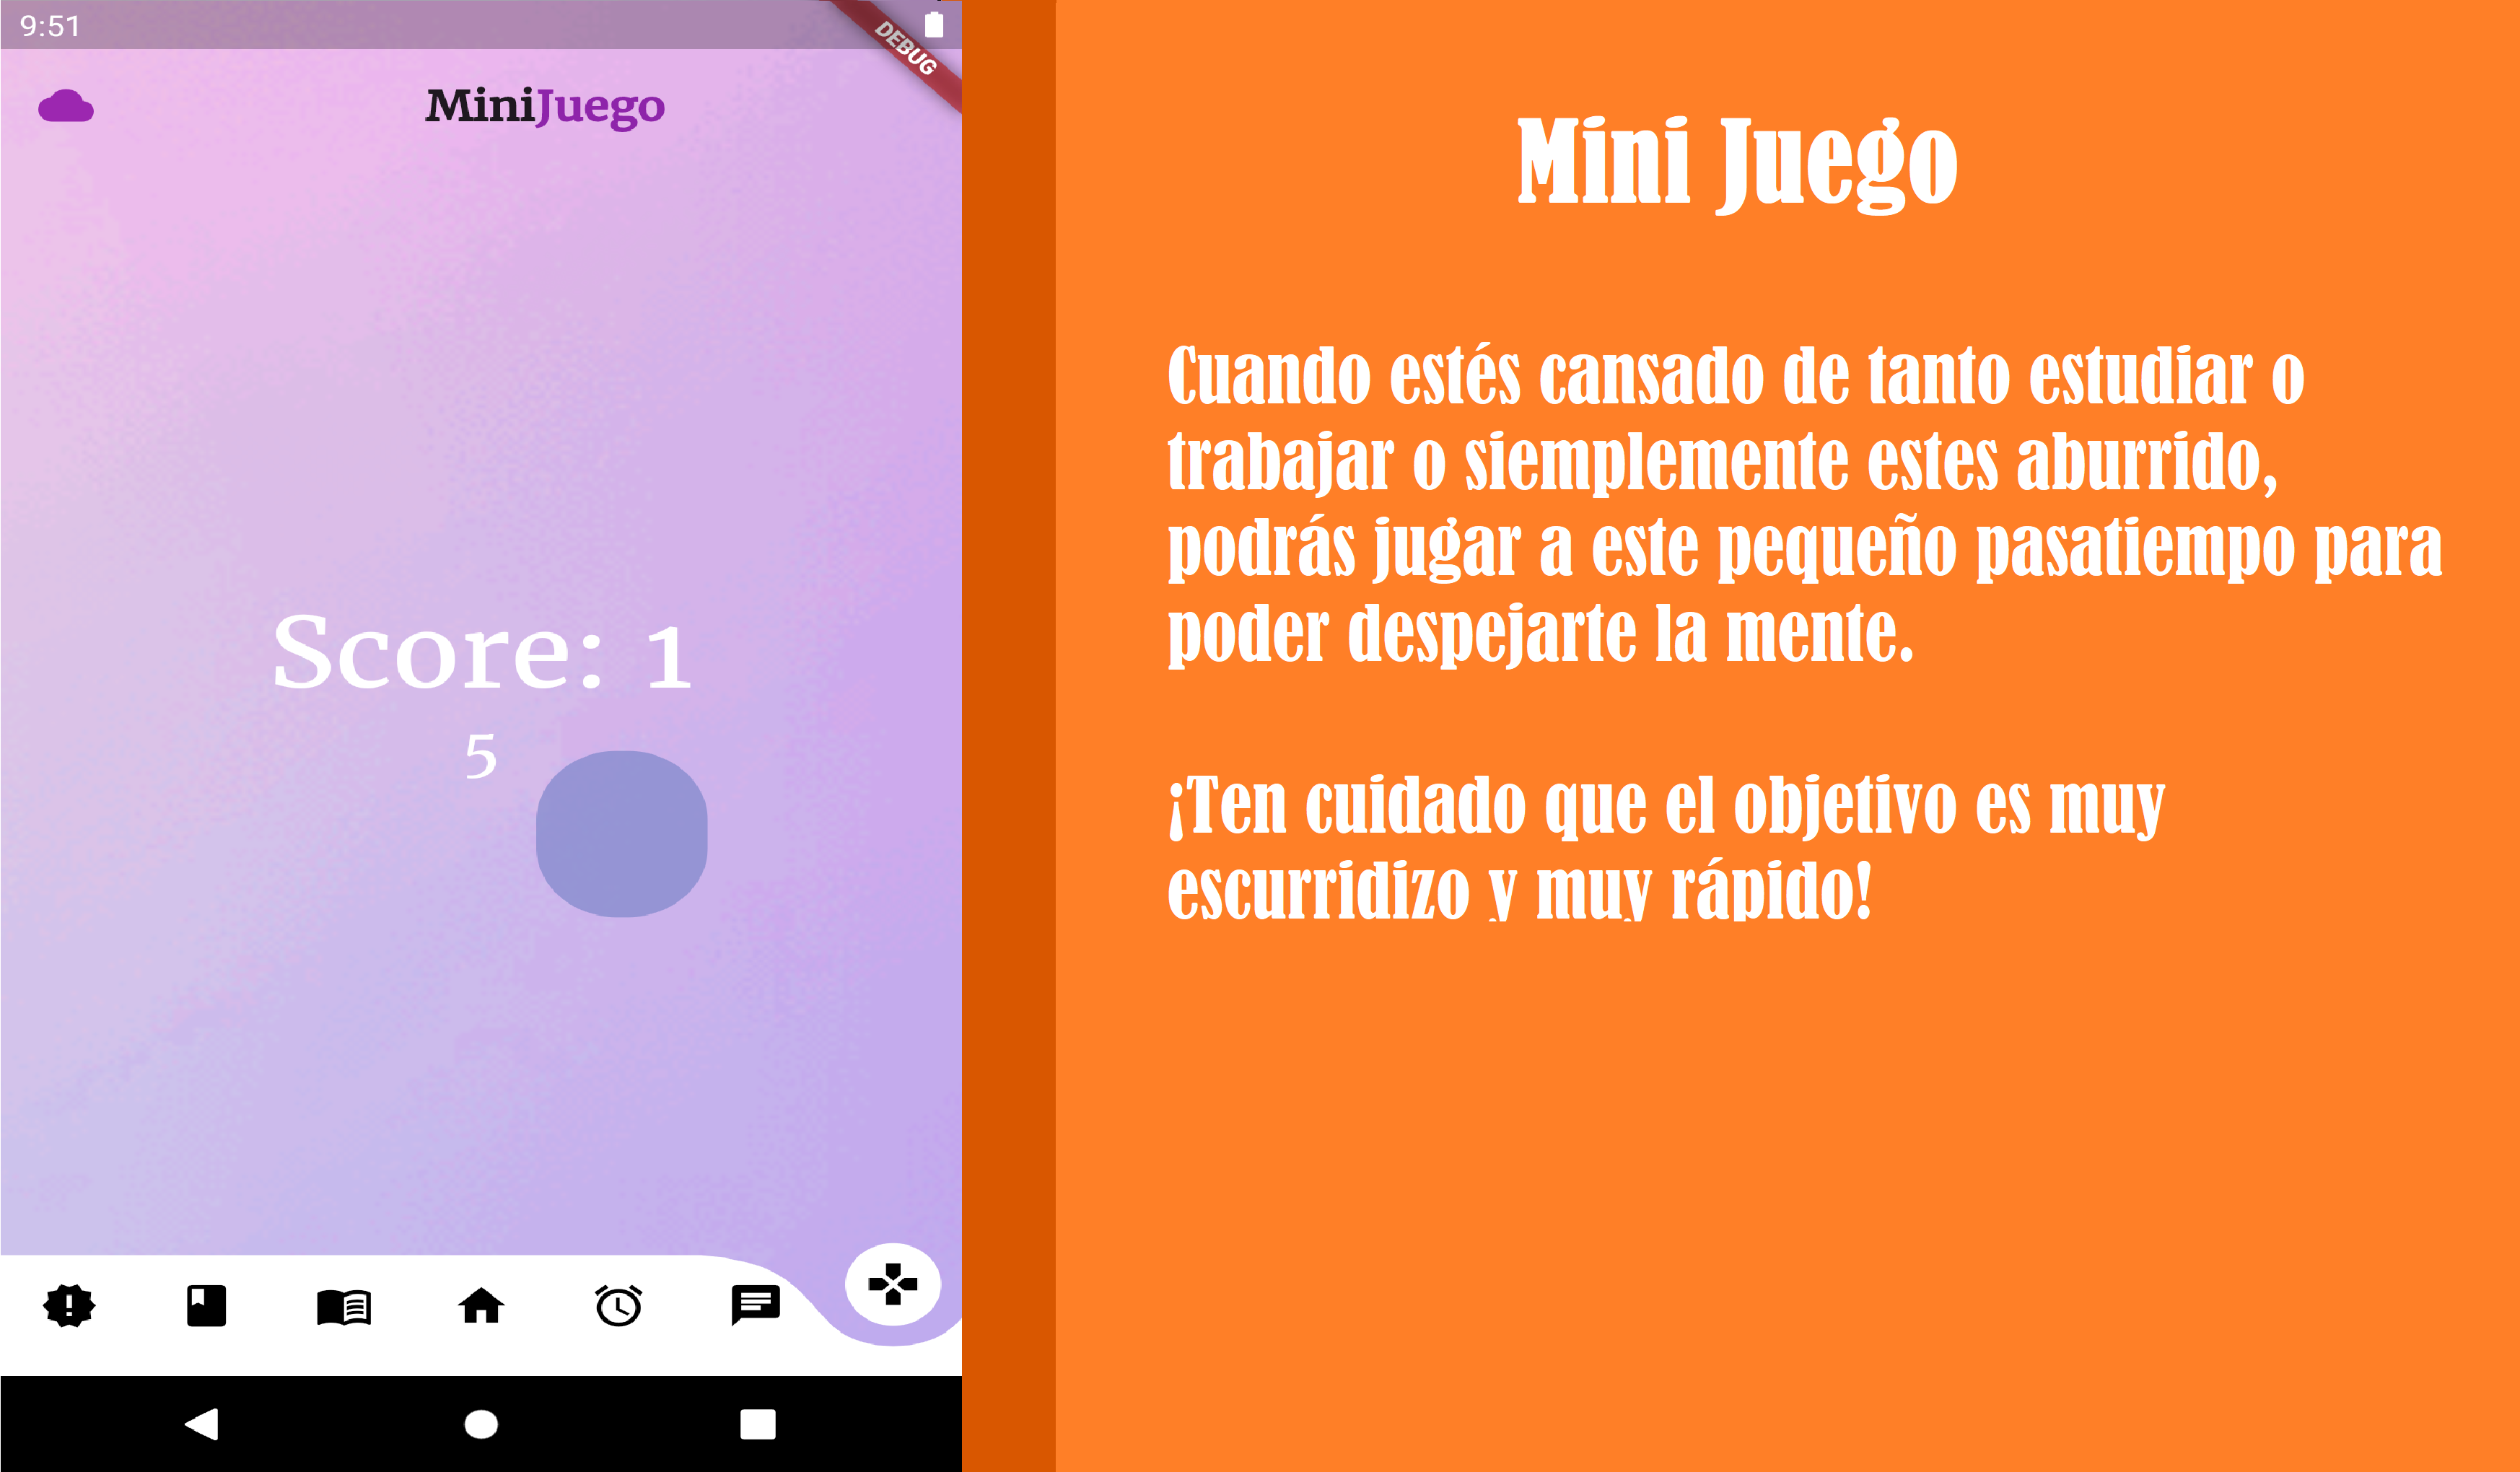 9:51
DEBUG
MiniJuego
Score: 1
5
Mini Juego
Cuando estés cansado de tanto estudiar o
trabajar o siemplemente estes aburrido,
podrás jugar a este pequeño pasatiempo para
poder despejarte la mente.
¡Ten cuidado que el objetivo es muy
escurridizo y muy rápido!